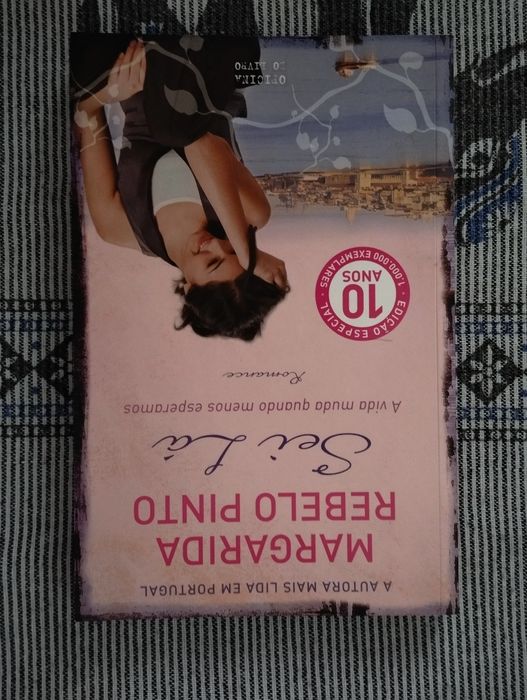 A AUTORA MAIS LIDA EM PORTUGAL
MARGARIDA
REBELO PINTO
Sei Lá
A vida muda quando menos esperamos
Romance
EDIÇÃO ESPECIAL
10
ANOS
1.000.000 EXEMPLARES
OFICINA
DO LIVRO